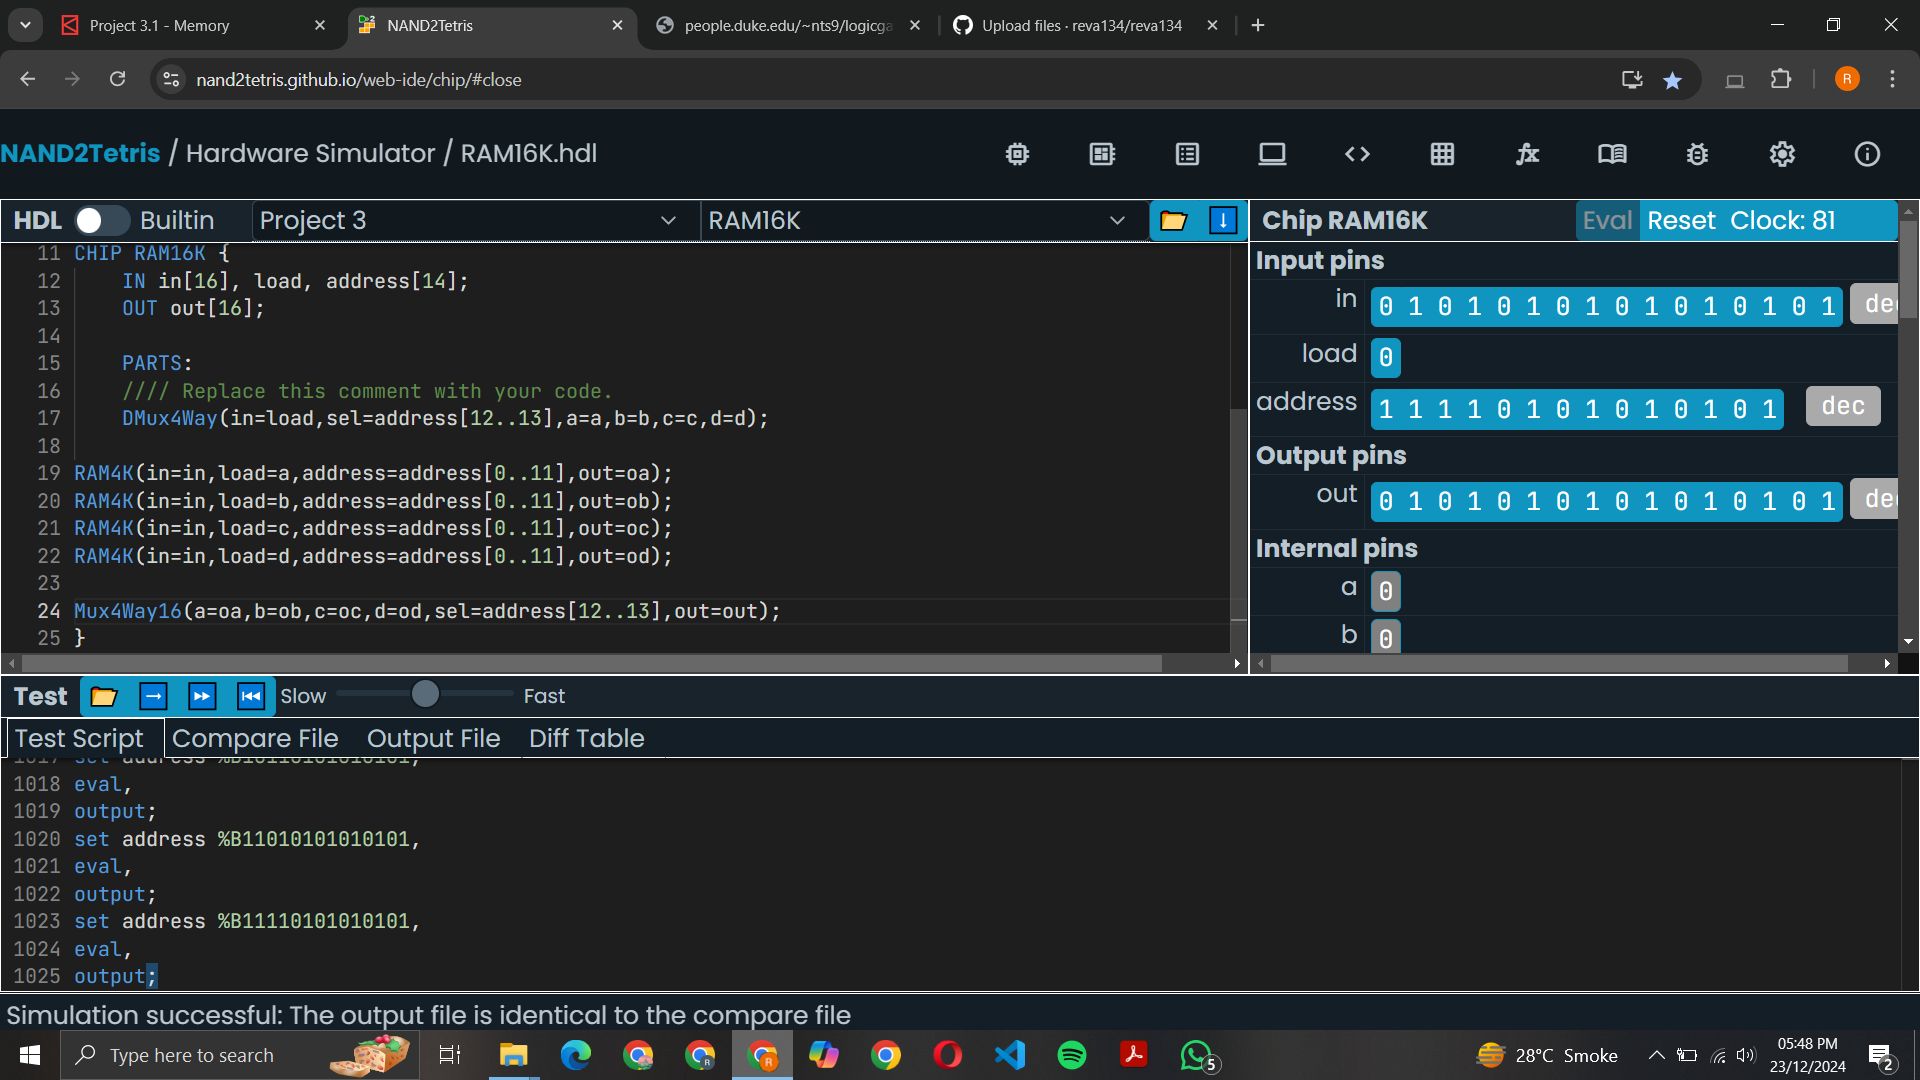 Project 3.1 - Memory
NAND2Tetris
people.duke.edu/~nts9/logicga
Upload files · reva134/reva134
nand2tetris.github.io/web-ide/chip/#close
R
NAND2Tetris / Hardware Simulator / RAM16K.hdl
HDL Builtin Project 3 RAM16K
11 CHIP RAM16K {
12 IN in[16], load, address[14];
13 OUT out[16];
14
15 PARTS:
16 //// Replace this comment with your code.
17 DMux4Way(in=load,sel=address[12..13],a=a,b=b,c=c,d=d);
18
19 RAM4K(in=in,load=a,address=address[0..11],out=oa);
20 RAM4K(in=in,load=b,address=address[0..11],out=ob);
21 RAM4K(in=in,load=c,address=address[0..11],out=oc);
22 RAM4K(in=in,load=d,address=address[0..11],out=od);
23
24 Mux4Way16(a=oa,b=ob,c=oc,d=od,sel=address[12..13],out=out);
25 }
Chip RAM16K Eval Reset Clock: 81
Input pins
in 0 1 0 1 0 1 0 1 0 1 0 1 0 1 0 1 dec
load 0
address 1 1 1 1 0 1 0 1 0 1 0 1 0 1 dec
Output pins
out 0 1 0 1 0 1 0 1 0 1 0 1 0 1 0 1 dec
Internal pins
a 0
b 0
Test Slow Fast
Test Script Compare File Output File Diff Table
1017 set address %B10110101010101,
1018 eval,
1019 output;
1020 set address %B11010101010101,
1021 eval,
1022 output;
1023 set address %B11110101010101,
1024 eval,
1025 output;
Simulation successful: The output file is identical to the compare file
Type here to search
5
28°C Smoke
05:48 PM
23/12/2024
2